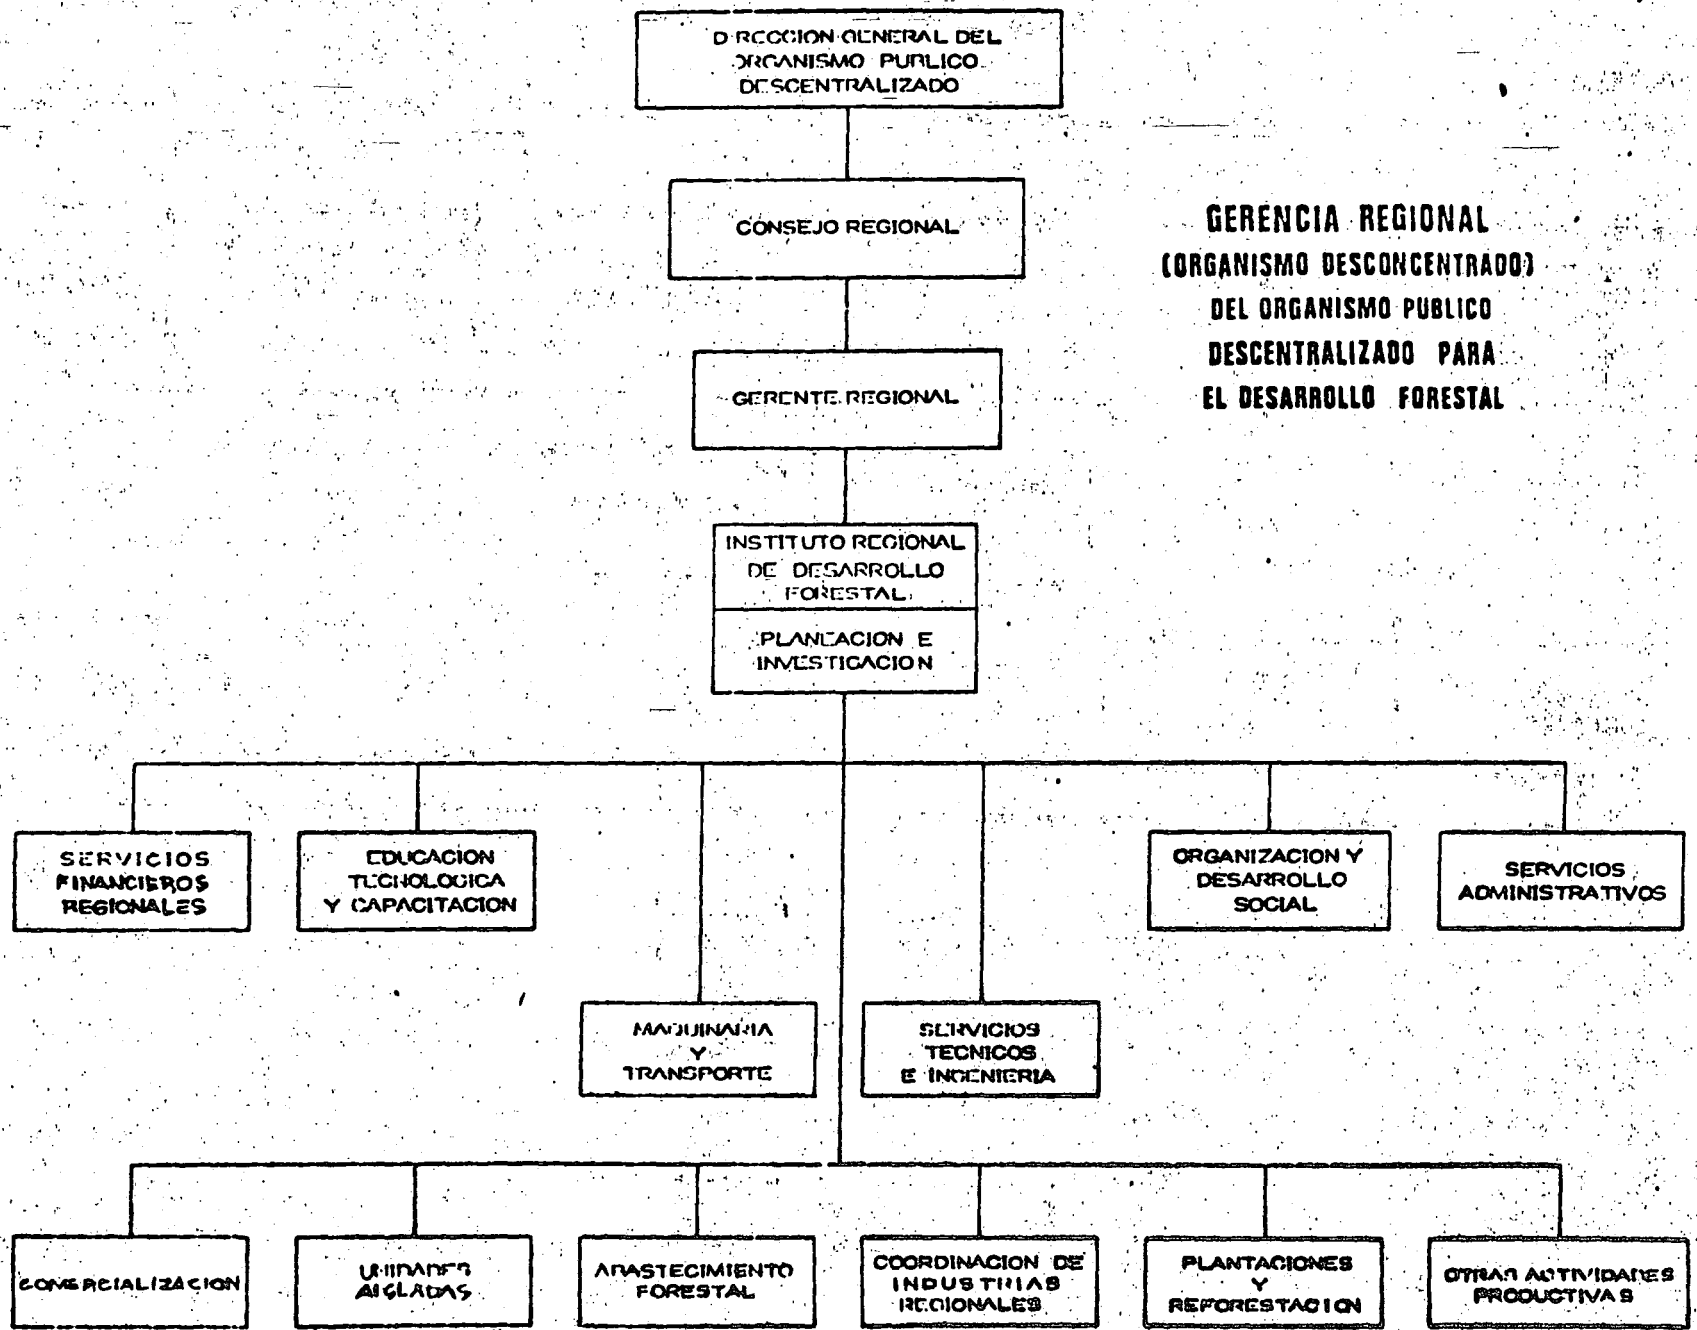 DIRECCION GENERAL DEL
ORGANISMO PUBLICO
DESCENTRALIZADO
CONSEJO REGIONAL
GERENCIA REGIONAL
(ORGANISMO DESCONCENTRADO)
DEL ORGANISMO PUBLICO
DESCENTRALIZADO PARA
EL DESARROLLO FORESTAL
GERENTE REGIONAL
INSTITUTO REGIONAL
DE DESARROLLO
FORESTAL
PLANEACION E
INVESTIGACION
SERVICIOS
FINANCIEROS
REGIONALES
EDUCACION
TECNOLOGICA
Y CAPACITACION
ORGANIZACION Y
DESARROLLO
SOCIAL
SERVICIOS
ADMINISTRATIVOS
MAQUINARIA
Y
TRANSPORTE
SERVICIOS
TECNICOS
E INGENIERIA
COMERCIALIZACION
UNIDADES
AISLADAS
ABASTECIMIENTO
FORESTAL
COORDINACION DE
INDUSTRIAS
REGIONALES
PLANTACIONES
Y
REFORESTACION
OTRAS ACTIVIDADES
PRODUCTIVAS